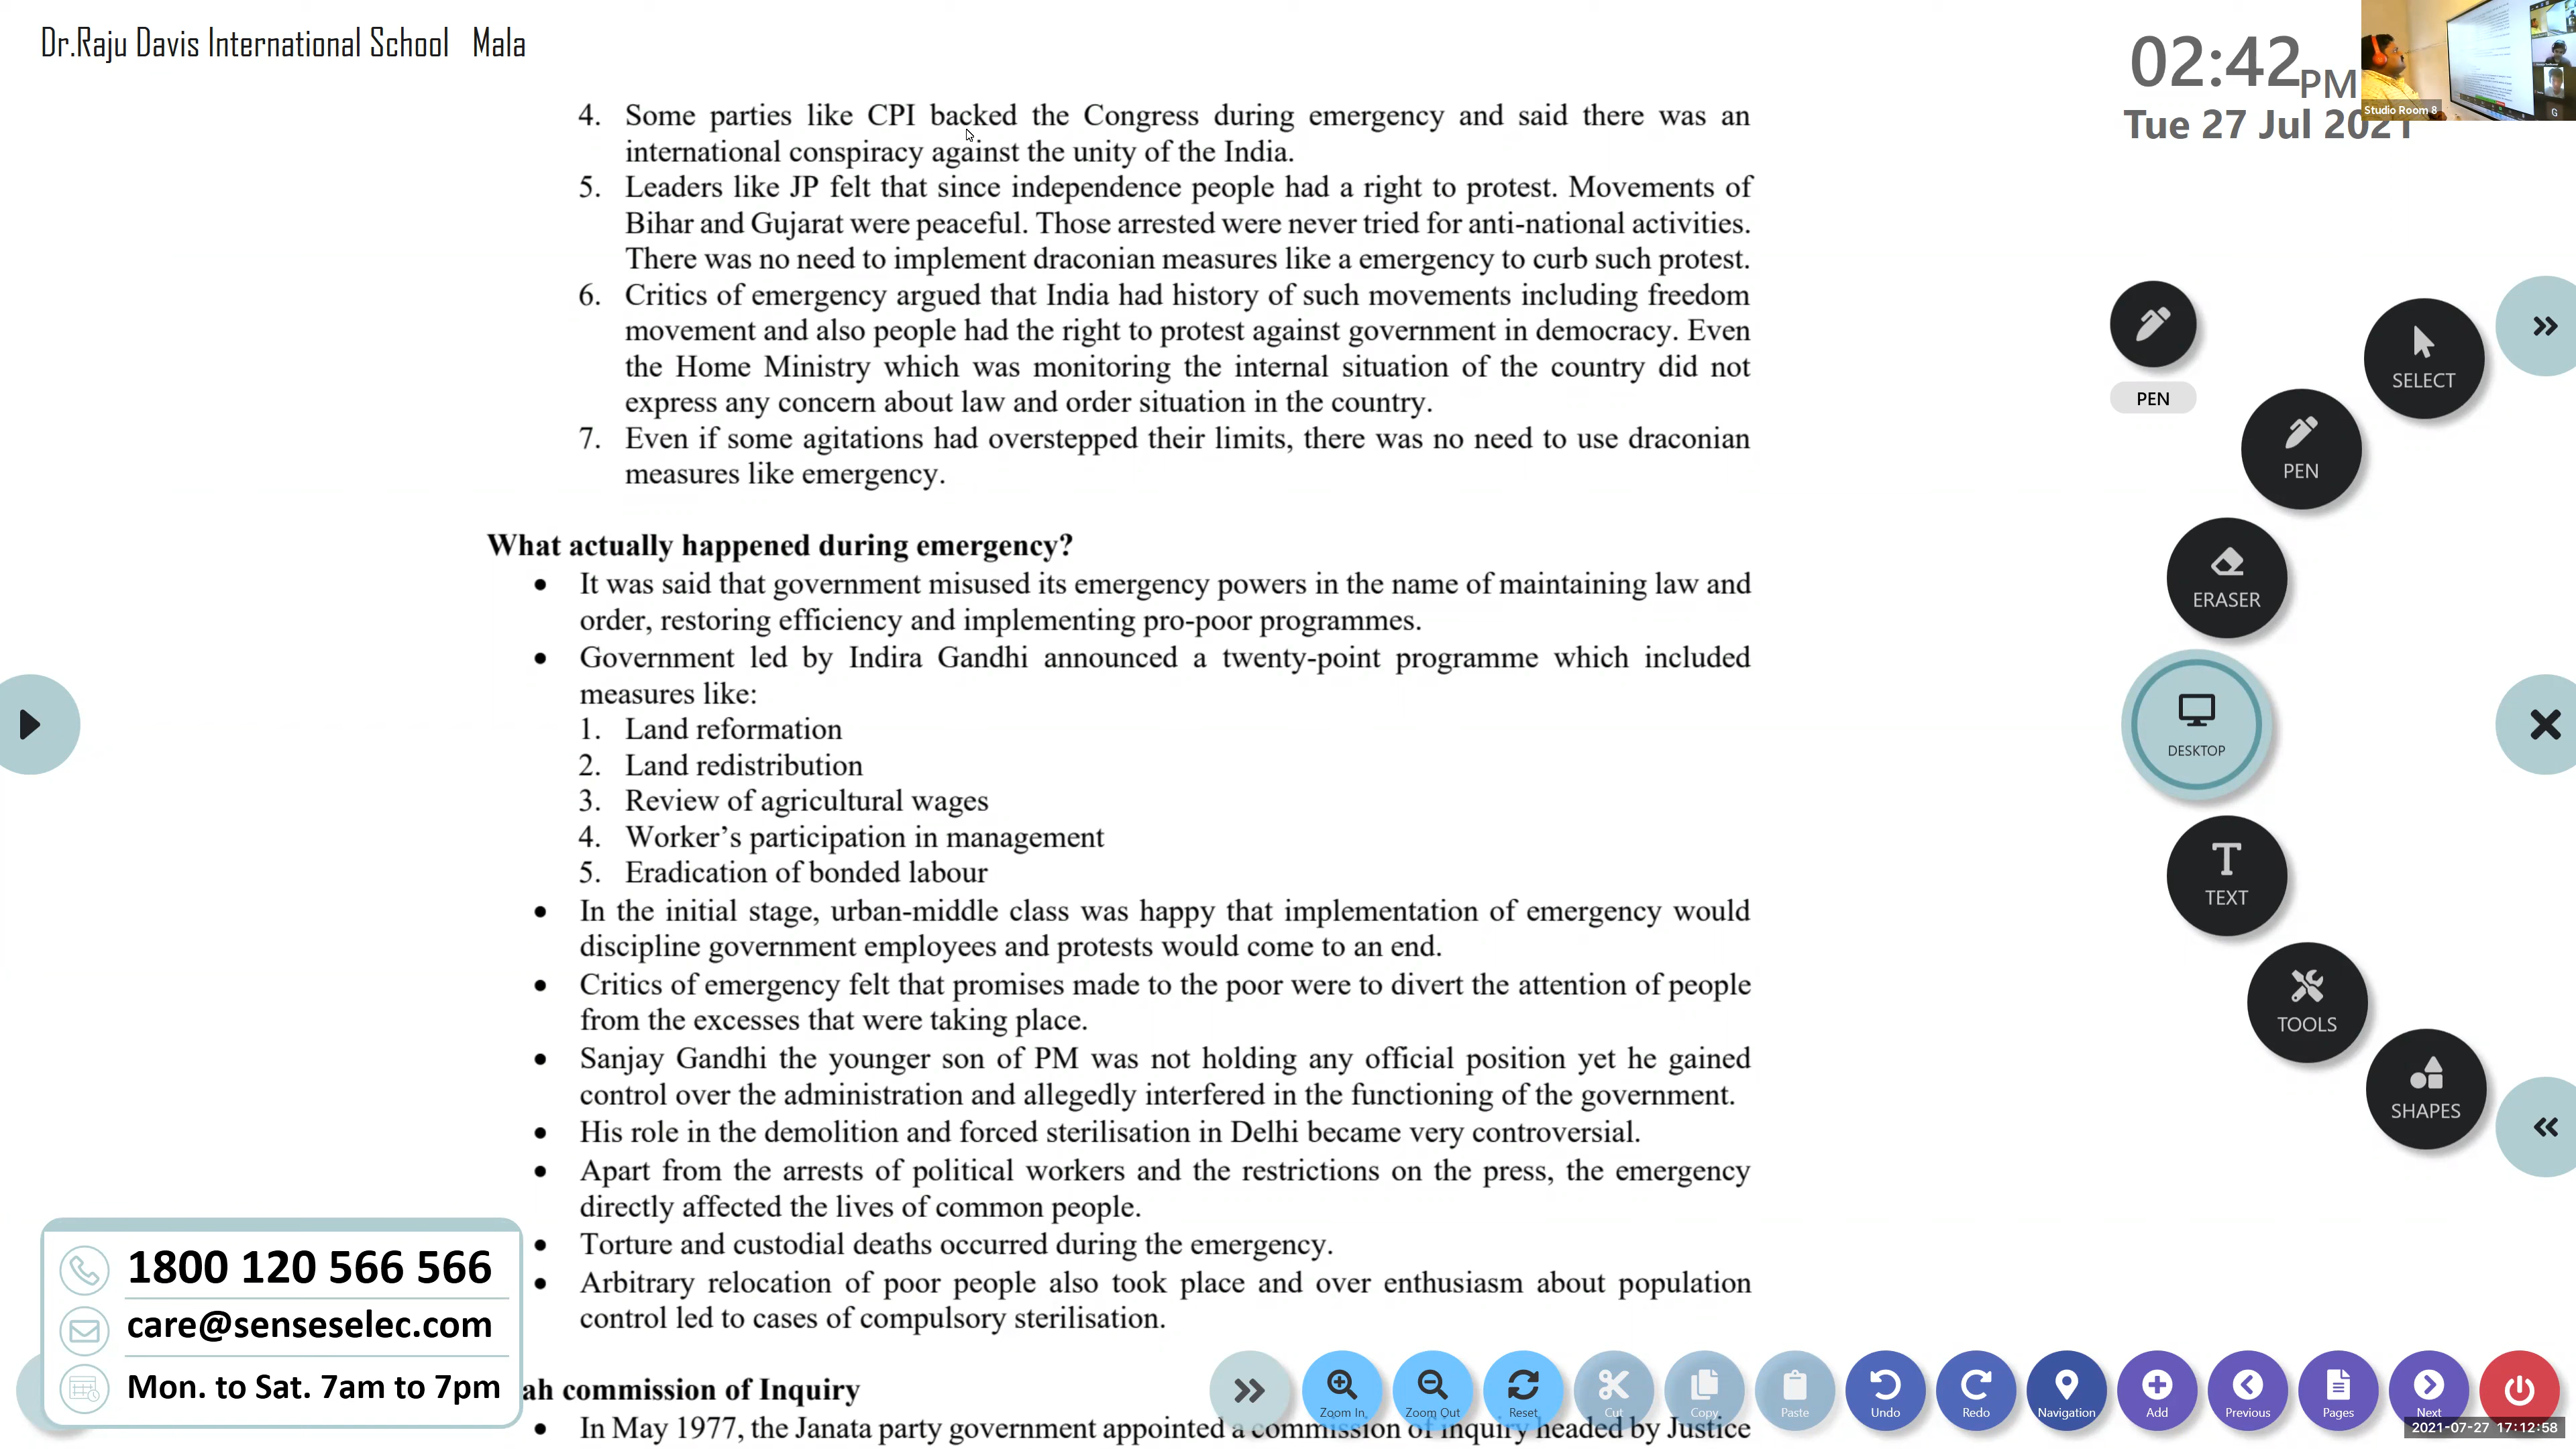 Dr.Raju Davis International School Mala
02:42 PM
Tue 27 Jul 2021
Studio Room 8
G
4. Some parties like CPI backed the Congress during emergency and said there was an
international conspiracy against the unity of the India.
5. Leaders like JP felt that since independence people had a right to protest. Movements of
Bihar and Gujarat were peaceful. Those arrested were never tried for anti-national activities.
There was no need to implement draconian measures like a emergency to curb such protest.
6. Critics of emergency argued that India had history of such movements including freedom
movement and also people had the right to protest against government in democracy. Even
the Home Ministry which was monitoring the internal situation of the country did not
express any concern about law and order situation in the country.
7. Even if some agitations had overstepped their limits, there was no need to use draconian
measures like emergency.
What actually happened during emergency?
• It was said that government misused its emergency powers in the name of maintaining law and
order, restoring efficiency and implementing pro-poor programmes.
• Government led by Indira Gandhi announced a twenty-point programme which included
measures like:
1. Land reformation
2. Land redistribution
3. Review of agricultural wages
4. Worker’s participation in management
5. Eradication of bonded labour
• In the initial stage, urban-middle class was happy that implementation of emergency would
discipline government employees and protests would come to an end.
• Critics of emergency felt that promises made to the poor were to divert the attention of people
from the excesses that were taking place.
• Sanjay Gandhi the younger son of PM was not holding any official position yet he gained
control over the administration and allegedly interfered in the functioning of the government.
• His role in the demolition and forced sterilisation in Delhi became very controversial.
• Apart from the arrests of political workers and the restrictions on the press, the emergency
directly affected the lives of common people.
• Torture and custodial deaths occurred during the emergency.
• Arbitrary relocation of poor people also took place and over enthusiasm about population
control led to cases of compulsory sterilisation.
ah commission of Inquiry
• In May 1977, the Janata party government appointed a commission of inquiry headed by Justice
1800 120 566 566
care@senseselec.com
Mon. to Sat. 7am to 7pm
PEN
SELECT
PEN
ERASER
DESKTOP
TEXT
TOOLS
SHAPES
Zoom In
Zoom Out
Reset
Cut
Copy
Paste
Undo
Redo
Navigation
Add
Previous
Pages
Next
2021-07-27 17:12:58